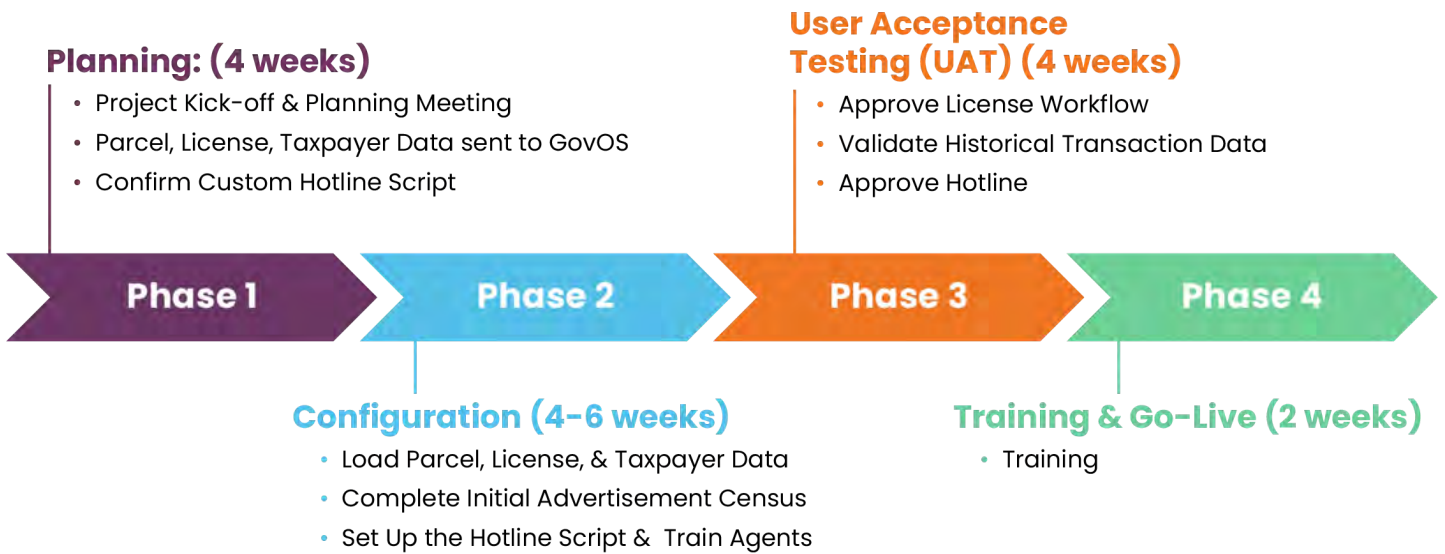 Planning: (4 weeks)
• Project Kick-off & Planning Meeting
• Parcel, License, Taxpayer Data sent to GovOS
• Confirm Custom Hotline Script
User Acceptance
Testing (UAT) (4 weeks)
• Approve License Workflow
• Validate Historical Transaction Data
• Approve Hotline
Phase 1
Phase 2
Phase 3
Phase 4
Configuration (4-6 weeks)
• Load Parcel, License, & Taxpayer Data
• Complete Initial Advertisement Census
• Set Up the Hotline Script & Train Agents
Training & Go-Live (2 weeks)
• Training